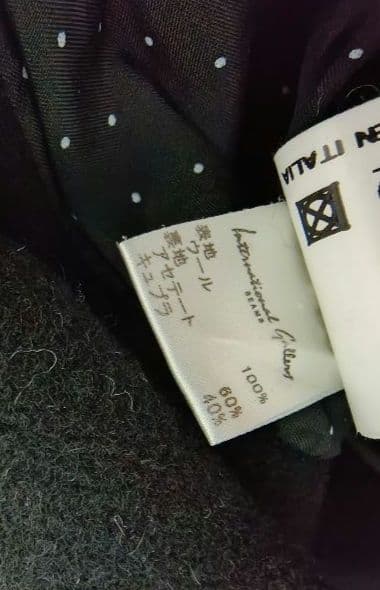 International Gallery
BEAMS
表地
ウール 100%
裏地
アセテート 60%
キュプラ 40%
EN ITALIA